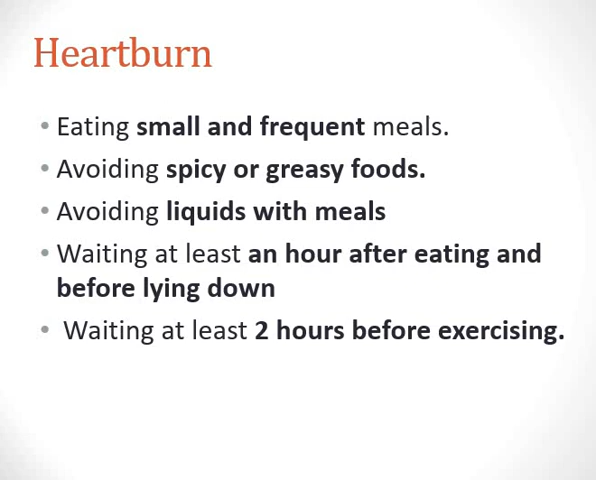 Heartburn
• Eating small and frequent meals.
• Avoiding spicy or greasy foods.
• Avoiding liquids with meals
• Waiting at least an hour after eating and
before lying down
• Waiting at least 2 hours before exercising.